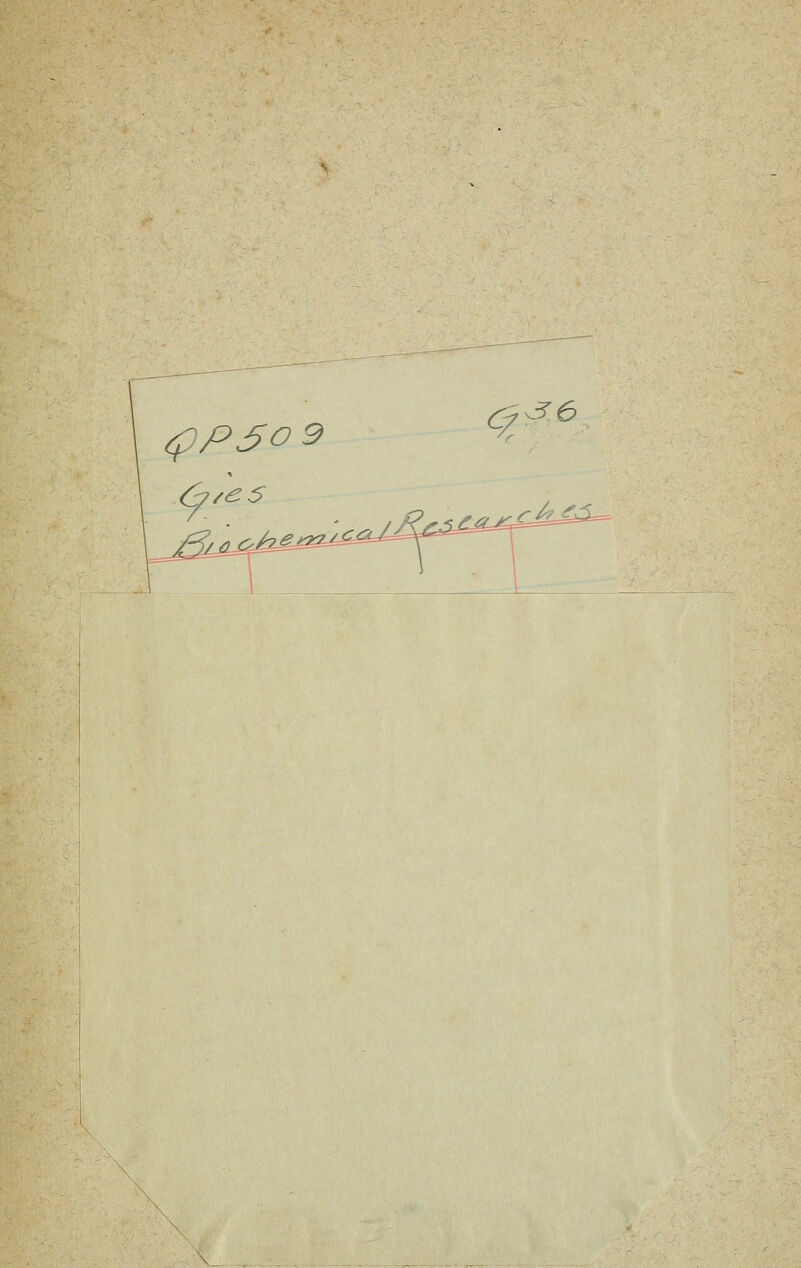 QP509 G36
Gies
Biochemical Researches